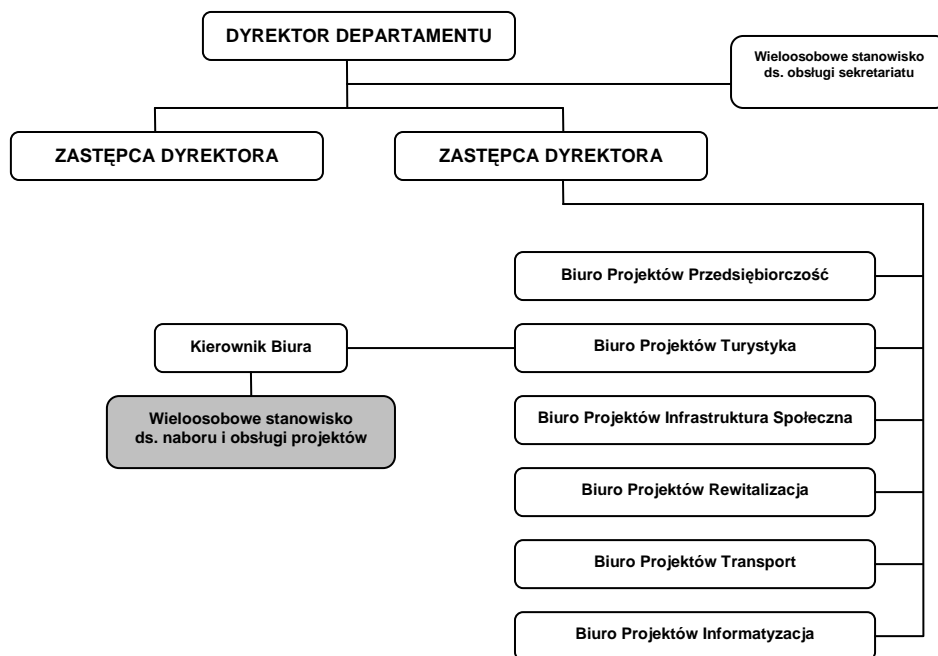 DYREKTOR DEPARTAMENTU
Wieloosobowe stanowisko
ds. obsługi sekretariatu
ZASTĘPCA DYREKTORA
ZASTĘPCA DYREKTORA
Biuro Projektów Przedsiębiorczość
Kierownik Biura
Biuro Projektów Turystyka
Wieloosobowe stanowisko
ds. naboru i obsługi projektów
Biuro Projektów Infrastruktura Społeczna
Biuro Projektów Rewitalizacja
Biuro Projektów Transport
Biuro Projektów Informatyzacja